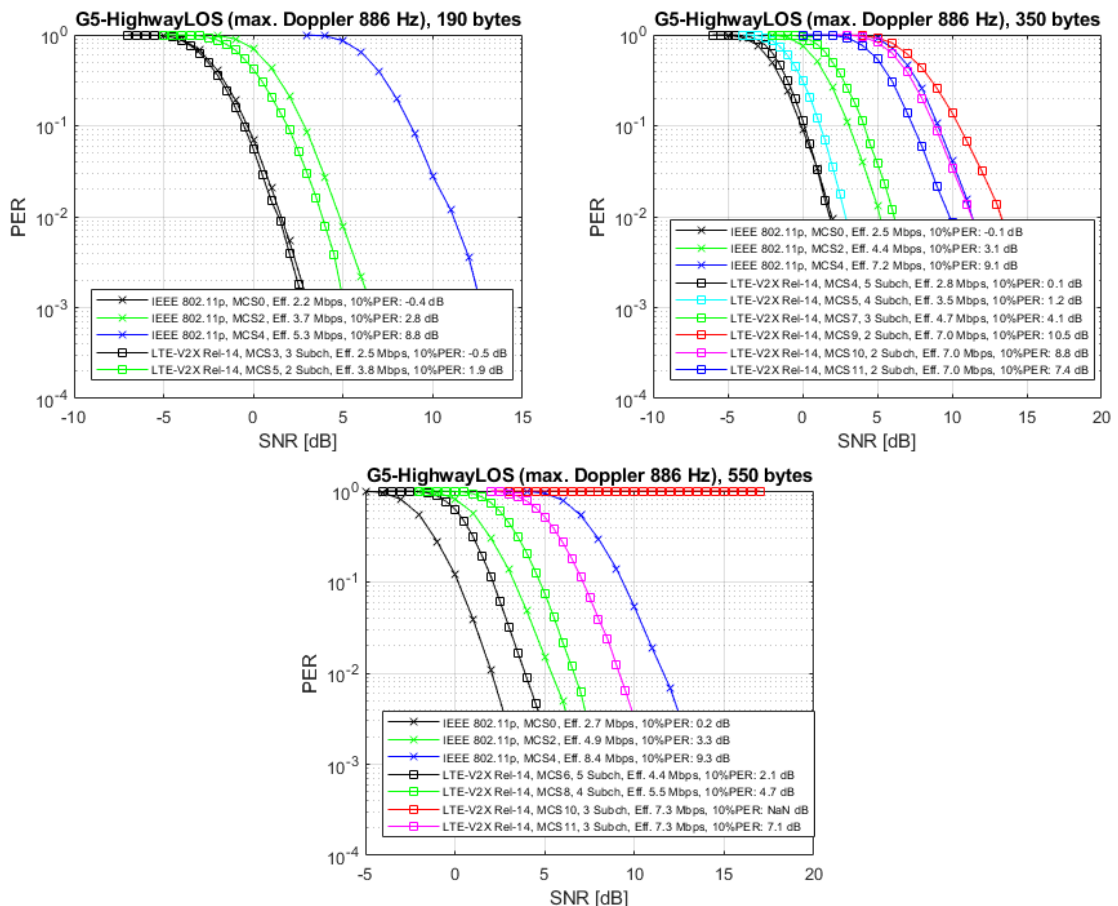 G5-HighwayLOS (max. Doppler 886 Hz), 190 bytes
10^0
10^-1
10^-2
10^-3
10^-4
PER
IEEE 802.11p, MCS0, Eff. 2.2 Mbps, 10%PER: -0.4 dB
IEEE 802.11p, MCS2, Eff. 3.7 Mbps, 10%PER: 2.8 dB
IEEE 802.11p, MCS4, Eff. 5.3 Mbps, 10%PER: 8.8 dB
LTE-V2X Rel-14, MCS3, 3 Subch, Eff. 2.5 Mbps, 10%PER: -0.5 dB
LTE-V2X Rel-14, MCS5, 2 Subch, Eff. 3.8 Mbps, 10%PER: 1.9 dB
-10 -5 0 5 10 15
SNR [dB]
G5-HighwayLOS (max. Doppler 886 Hz), 350 bytes
10^0
10^-1
10^-2
10^-3
10^-4
PER
IEEE 802.11p, MCS0, Eff. 2.5 Mbps, 10%PER: -0.1 dB
IEEE 802.11p, MCS2, Eff. 4.4 Mbps, 10%PER: 3.1 dB
IEEE 802.11p, MCS4, Eff. 7.2 Mbps, 10%PER: 9.1 dB
LTE-V2X Rel-14, MCS4, 5 Subch, Eff. 2.8 Mbps, 10%PER: 0.1 dB
LTE-V2X Rel-14, MCS5, 4 Subch, Eff. 3.5 Mbps, 10%PER: 1.2 dB
LTE-V2X Rel-14, MCS7, 3 Subch, Eff. 4.7 Mbps, 10%PER: 4.1 dB
LTE-V2X Rel-14, MCS9, 2 Subch, Eff. 7.0 Mbps, 10%PER: 10.5 dB
LTE-V2X Rel-14, MCS10, 2 Subch, Eff. 7.0 Mbps, 10%PER: 8.8 dB
LTE-V2X Rel-14, MCS11, 2 Subch, Eff. 7.0 Mbps, 10%PER: 7.4 dB
-10 -5 0 5 10 15 20
SNR [dB]
G5-HighwayLOS (max. Doppler 886 Hz), 550 bytes
10^0
10^-1
10^-2
10^-3
10^-4
PER
IEEE 802.11p, MCS0, Eff. 2.7 Mbps, 10%PER: 0.2 dB
IEEE 802.11p, MCS2, Eff. 4.9 Mbps, 10%PER: 3.3 dB
IEEE 802.11p, MCS4, Eff. 8.4 Mbps, 10%PER: 9.3 dB
LTE-V2X Rel-14, MCS6, 5 Subch, Eff. 4.4 Mbps, 10%PER: 2.1 dB
LTE-V2X Rel-14, MCS8, 4 Subch, Eff. 5.5 Mbps, 10%PER: 4.7 dB
LTE-V2X Rel-14, MCS10, 3 Subch, Eff. 7.3 Mbps, 10%PER: NaN dB
LTE-V2X Rel-14, MCS11, 3 Subch, Eff. 7.3 Mbps, 10%PER: 7.1 dB
-5 0 5 10 15 20
SNR [dB]